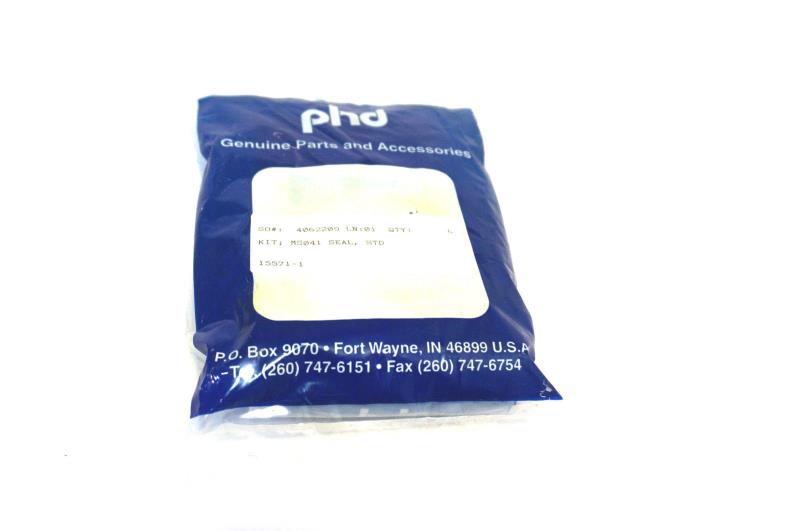 phd
Genuine Parts and Accessories
SO#: 4062209 LN:01 QTY:
KIT; MS041 SEAL, STD
15571-1
P.O. Box 9070 • Fort Wayne, IN 46899 U.S.A
Tel. (260) 747-6151 • Fax (260) 747-6754